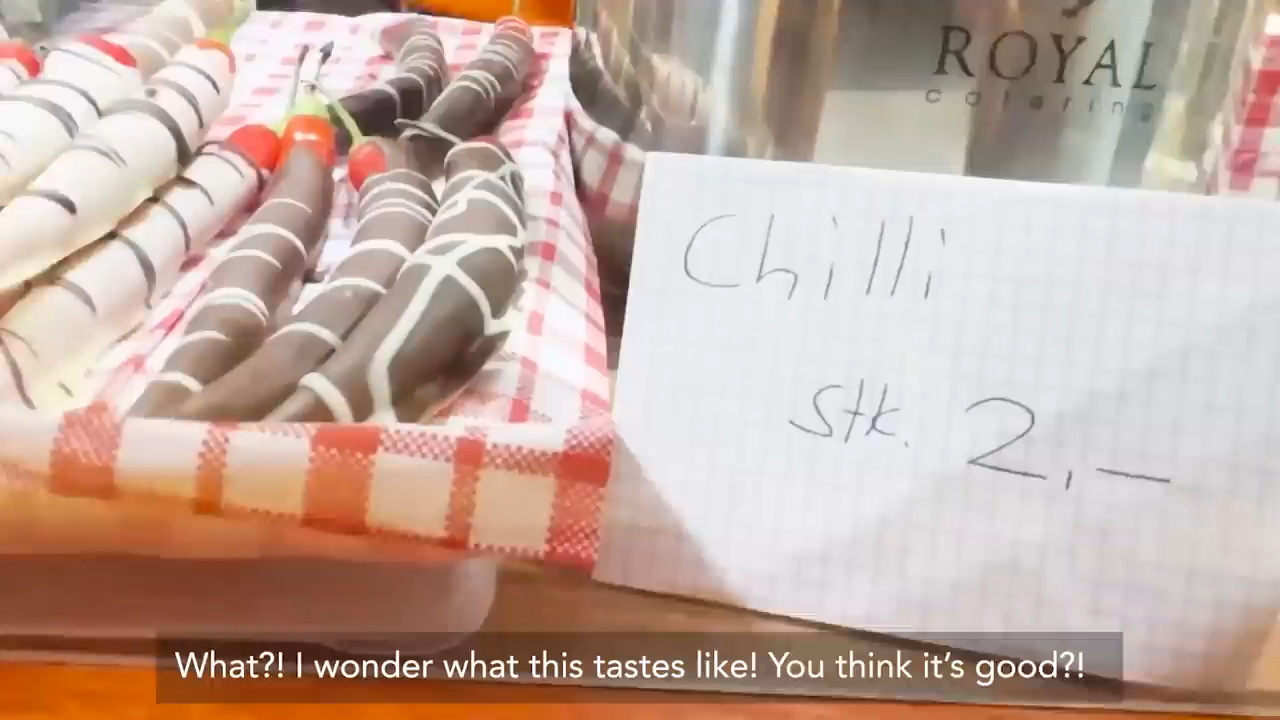 ROYAL
catering
Chilli
Stk. 2,–
What?! I wonder what this tastes like! You think it’s good?!